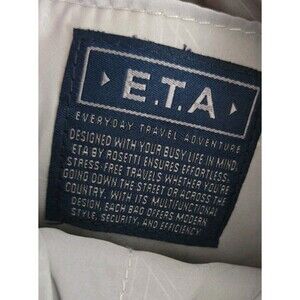 E.T.A
EVERYDAY TRAVEL ADVENTURE
DESIGNED WITH YOUR BUSY LIFE IN MIND,
ETA BY ROSETTI ENSURES EFFORTLESS,
STRESS-FREE TRAVELS WHETHER YOU'RE
GOING DOWN THE STREET OR ACROSS THE
COUNTRY. WITH ITS MULTIFUNCTIONAL
DESIGN, EACH BAG OFFERS MODERN
STYLE, SECURITY, AND EFFICIENCY.